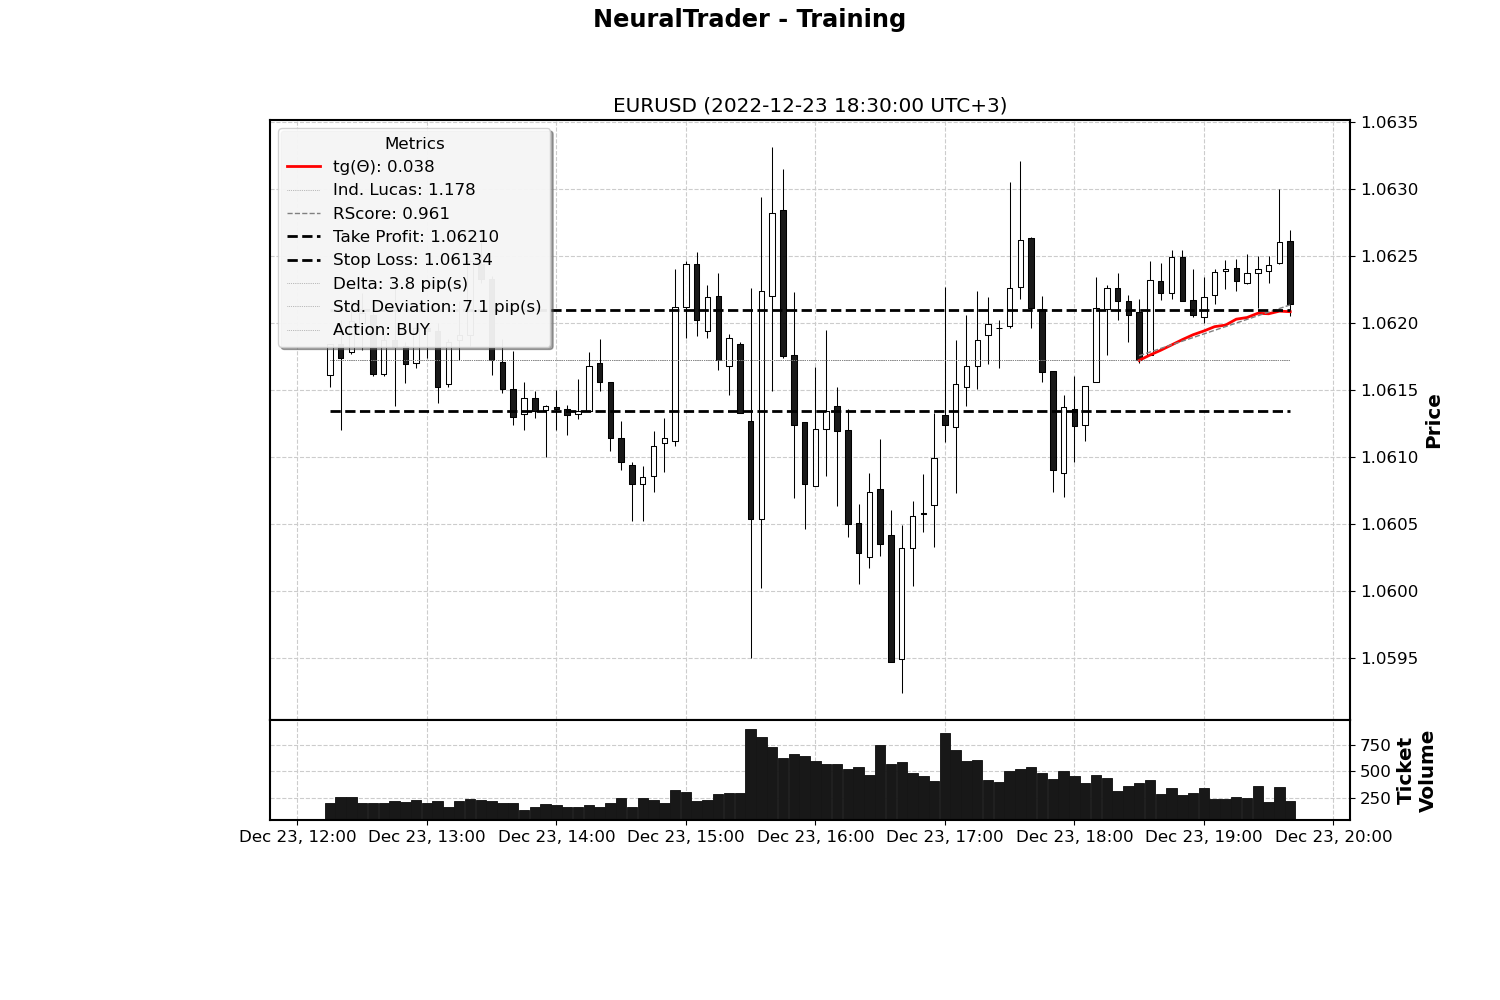 NeuralTrader - Training
EURUSD (2022-12-23 18:30:00 UTC+3)
Metrics
tg(Θ): 0.038
Ind. Lucas: 1.178
RScore: 0.961
Take Profit: 1.06210
Stop Loss: 1.06134
Delta: 3.8 pip(s)
Std. Deviation: 7.1 pip(s)
Action: BUY
1.0635
1.0630
1.0625
1.0620
1.0615
1.0610
1.0605
1.0600
1.0595
Price
750
500
250
Ticket
Volume
Dec 23, 12:00 Dec 23, 13:00 Dec 23, 14:00 Dec 23, 15:00 Dec 23, 16:00 Dec 23, 17:00 Dec 23, 18:00 Dec 23, 19:00 Dec 23, 20:00